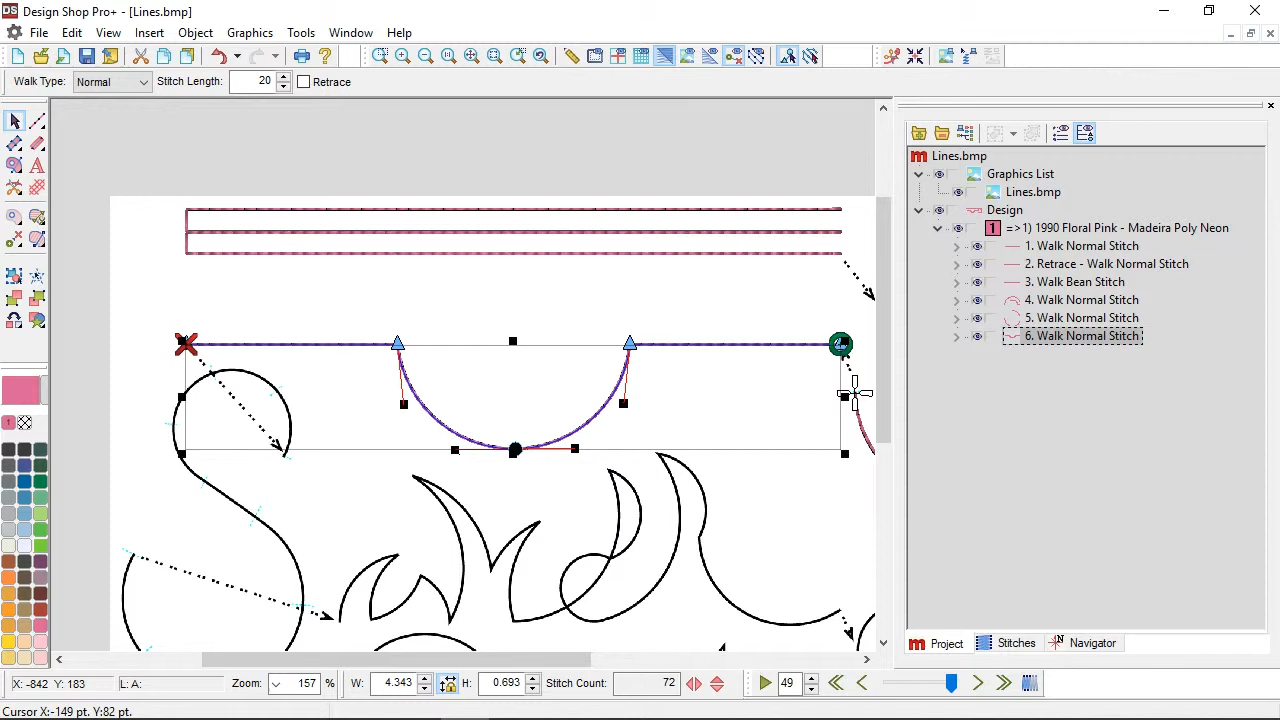 DS Design Shop Pro+ - [Lines.bmp]
File Edit View Insert Object Graphics Tools Window Help
Walk Type: Normal Stitch Length: 20 Retrace
Lines.bmp
Graphics List
Lines.bmp
Design
1 =>1) 1990 Floral Pink - Madeira Poly Neon
1. Walk Normal Stitch
2. Retrace - Walk Normal Stitch
3. Walk Bean Stitch
4. Walk Normal Stitch
5. Walk Normal Stitch
6. Walk Normal Stitch
1
Project Stitches Navigator
X: -842 Y: 183 L: A: Zoom: 157 % W: 4.343 H: 0.693 Stitch Count: 72 49
Cursor X:-149 pt. Y:82 pt.